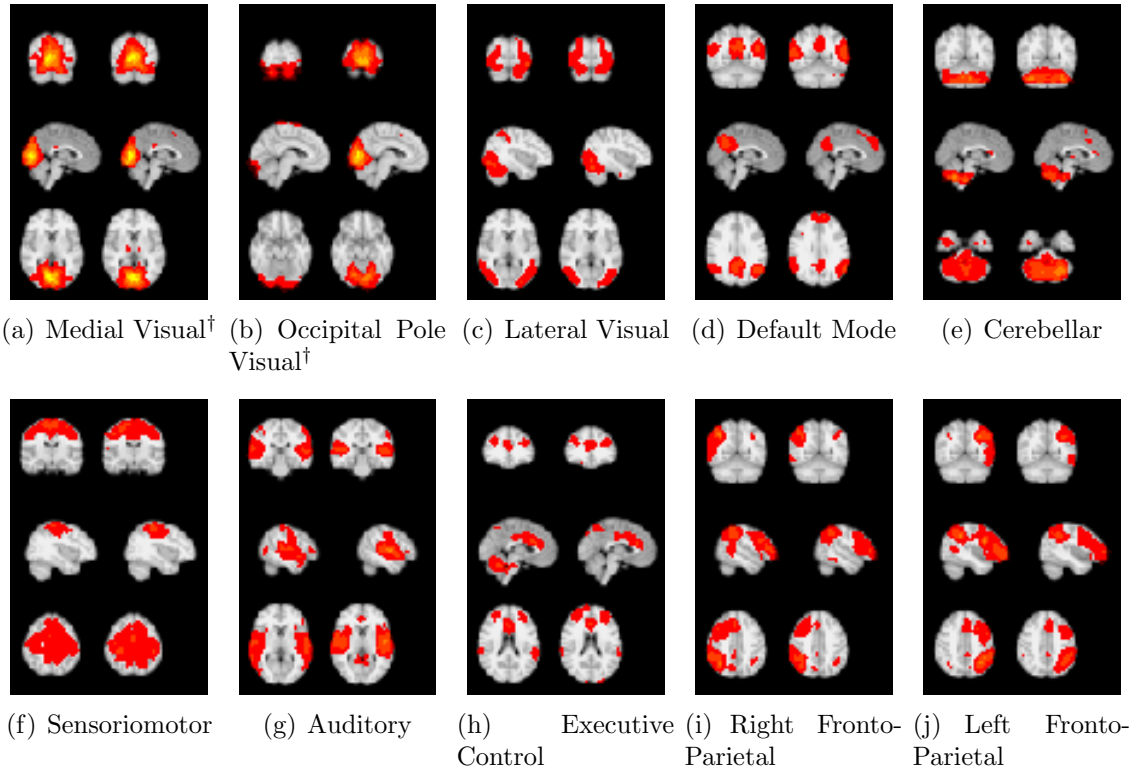 (a) Medial Visual†
(b) Occipital Pole
Visual†
(c) Lateral Visual
(d) Default Mode
(e) Cerebellar
(f) Sensoriomotor
(g) Auditory
(h) Executive
Control
(i) Right Fronto-
Parietal
(j) Left Fronto-
Parietal